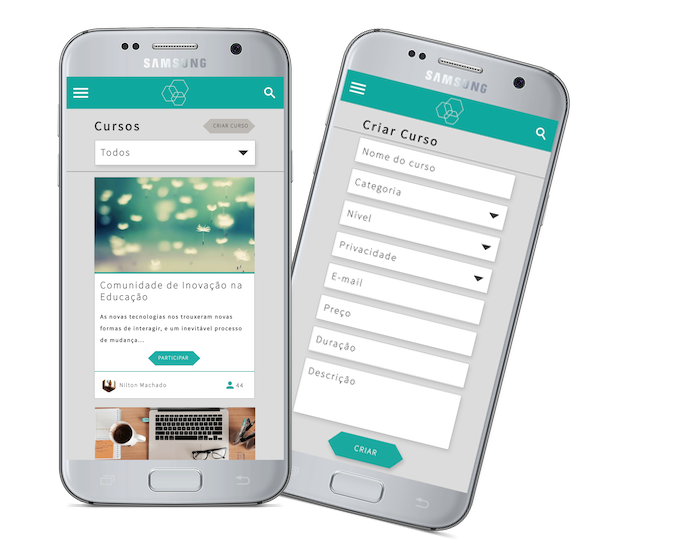 SAMSUNG
Cursos
CRIAR CURSO
Todos
Comunidade de Inovação na
Educação
As novas tecnologias nos trouxeram novas
formas de interagir, e um inevitável processo
de mudança...
PARTICIPAR
Nilton Machado
44
SAMSUNG
Criar Curso
Nome do curso
Categoria
Nível
Privacidade
E-mail
Preço
Duração
Descrição
CRIAR